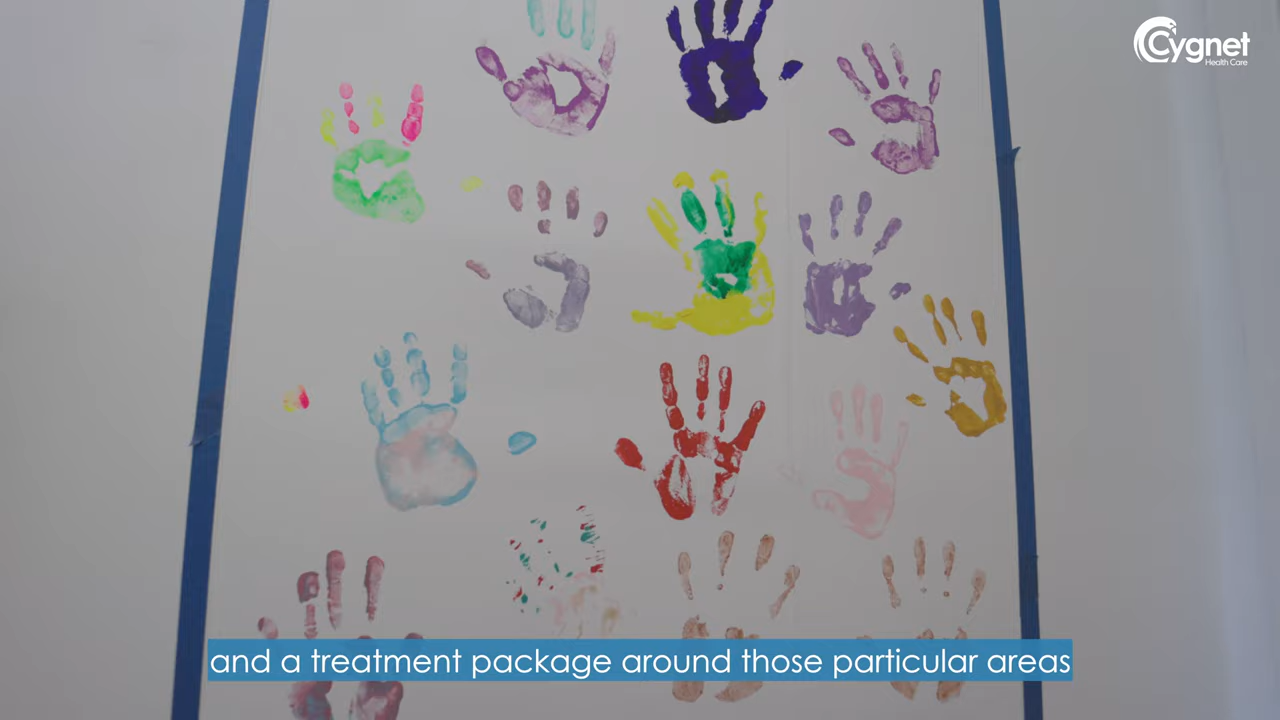 Cygnet
Health Care
and a treatment package around those particular areas